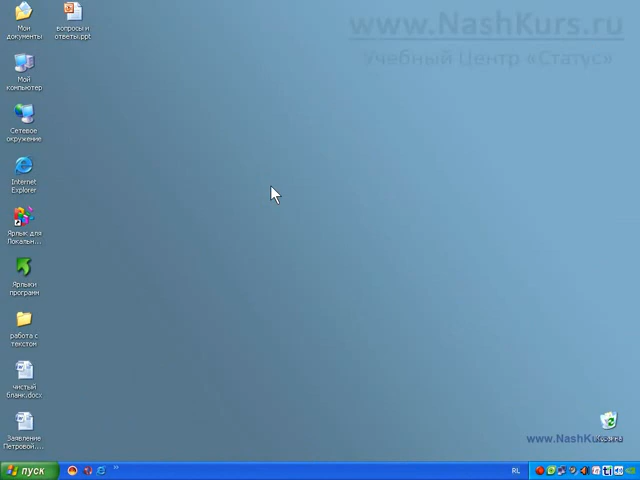 www.NashKurs.ru
Учебный Центр «Статус»
Мои
документы
вопросы и
ответы.ppt
Мой
компьютер
Сетевое
окружение
Internet
Explorer
Ярлык для
Локальн...
Ярлыки
программ
работа с
текстом
чистый
бланк.docx
Заявление
Петровой....
www.NashKurs.ru
пуск
»